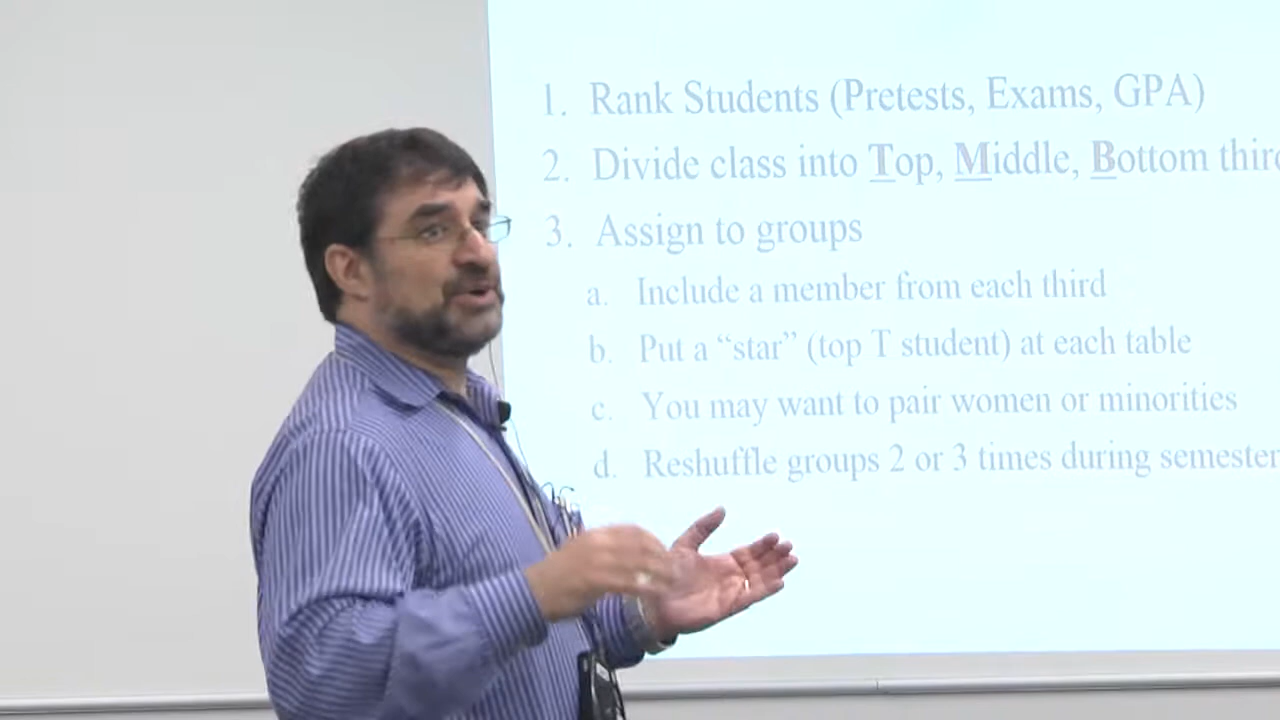 1. Rank Students (Pretests, Exams, GPA)
2. Divide class into Top, Middle, Bottom
3. Assign to groups
a. Include a member from each third
b. Put a “star” (top T student) at each table
c. You may want to pair women or minorities
d. Reshuffle groups 2 or 3 times during semester